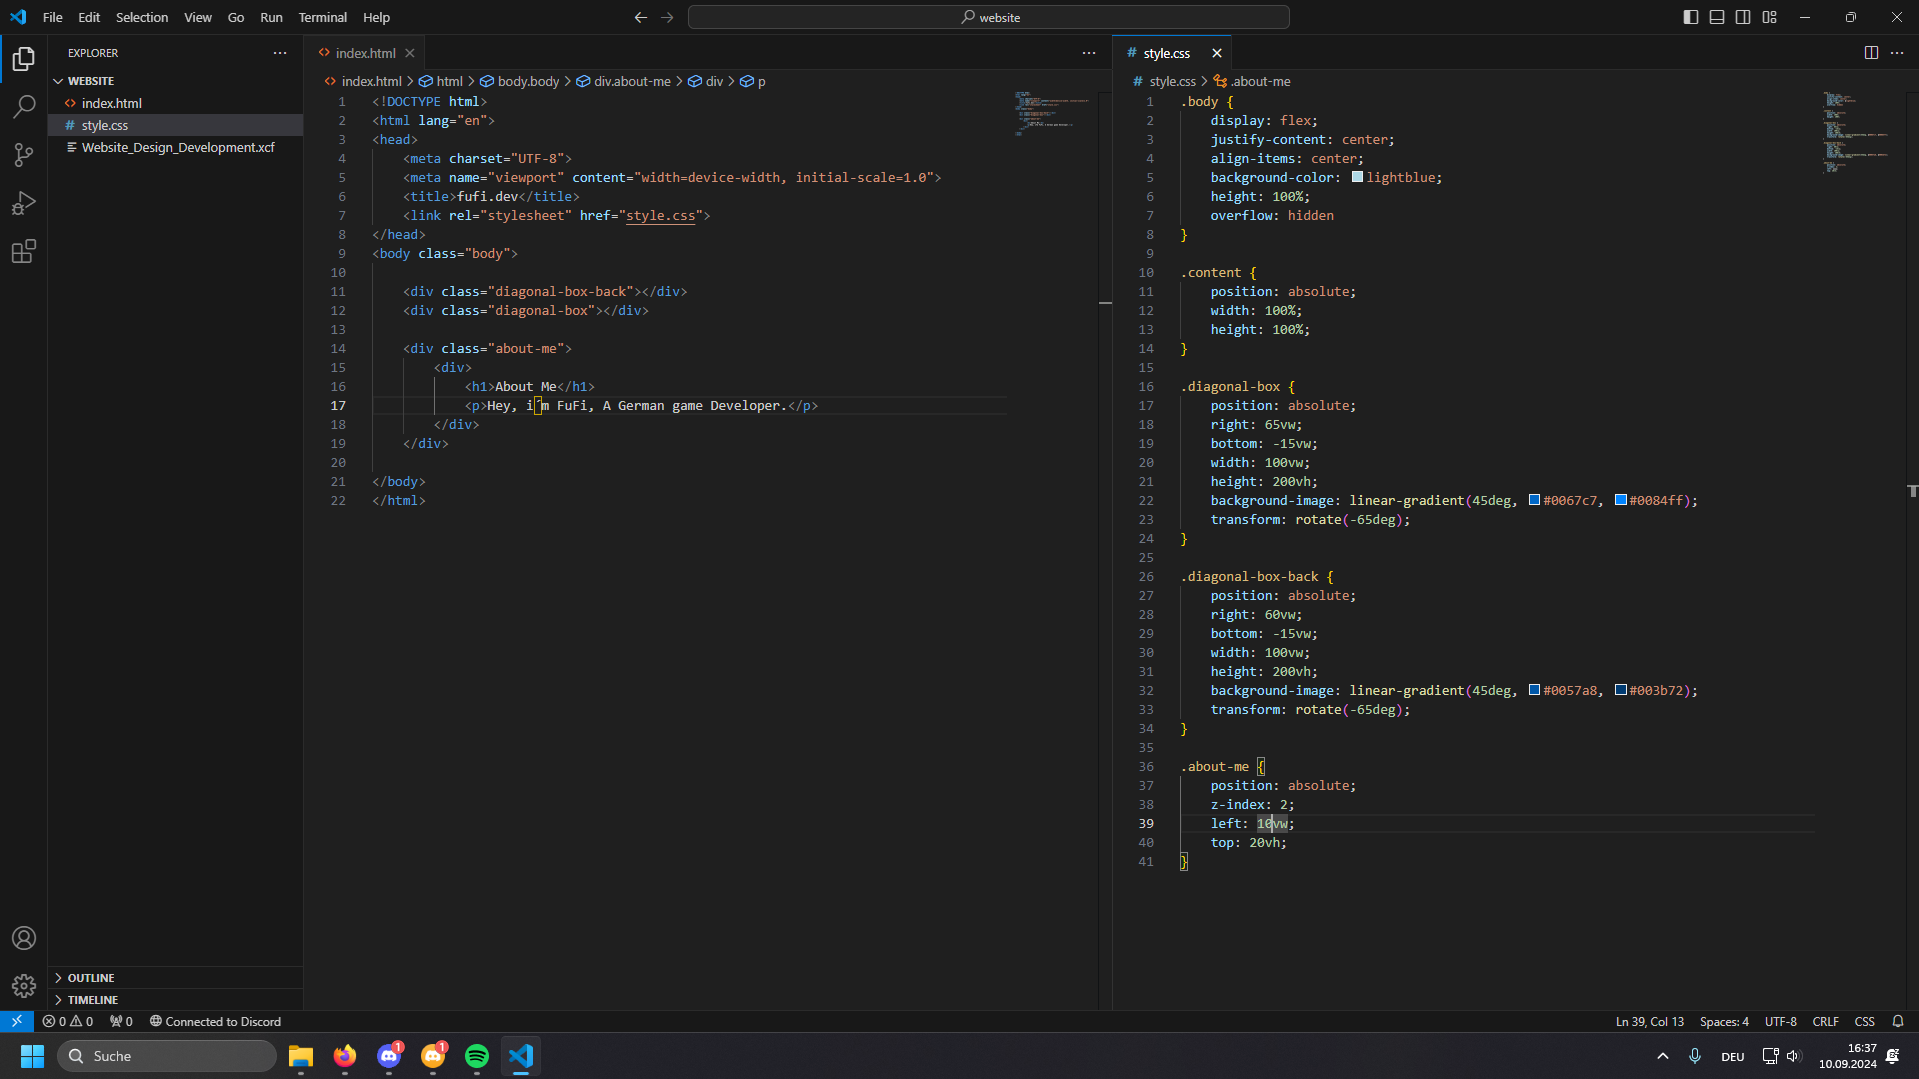 File Edit Selection View Go Run Terminal Help
website
EXPLORER
WEBSITE
index.html
style.css
Website_Design_Development.xcf
OUTLINE
TIMELINE
index.html
index.html > html > body.body > div.about-me > div > p
1 <!DOCTYPE html>
2 <html lang="en">
3 <head>
4 <meta charset="UTF-8">
5 <meta name="viewport" content="width=device-width, initial-scale=1.0">
6 <title>fufi.dev</title>
7 <link rel="stylesheet" href="style.css">
8 </head>
9 <body class="body">
10
11 <div class="diagonal-box-back"></div>
12 <div class="diagonal-box"></div>
13
14 <div class="about-me">
15 <div>
16 <h1>About Me</h1>
17 <p>Hey, i´m FuFi, A German game Developer.</p>
18 </div>
19 </div>
20
21 </body>
22 </html>
style.css
style.css > .about-me
1 .body {
2 display: flex;
3 justify-content: center;
4 align-items: center;
5 background-color: lightblue;
6 height: 100%;
7 overflow: hidden
8 }
9
10 .content {
11 position: absolute;
12 width: 100%;
13 height: 100%;
14 }
15
16 .diagonal-box {
17 position: absolute;
18 right: 65vw;
19 bottom: -15vw;
20 width: 100vw;
21 height: 200vh;
22 background-image: linear-gradient(45deg, #0067c7, #0084ff);
23 transform: rotate(-65deg);
24 }
25
26 .diagonal-box-back {
27 position: absolute;
28 right: 60vw;
29 bottom: -15vw;
30 width: 100vw;
31 height: 200vh;
32 background-image: linear-gradient(45deg, #0057a8, #003b72);
33 transform: rotate(-65deg);
34 }
35
36 .about-me {
37 position: absolute;
38 z-index: 2;
39 left: 10vw;
40 top: 20vh;
41 }
0 0 0 Connected to Discord
Ln 39, Col 13 Spaces: 4 UTF-8 CRLF CSS
Suche
1
1
DEU
16:37
10.09.2024